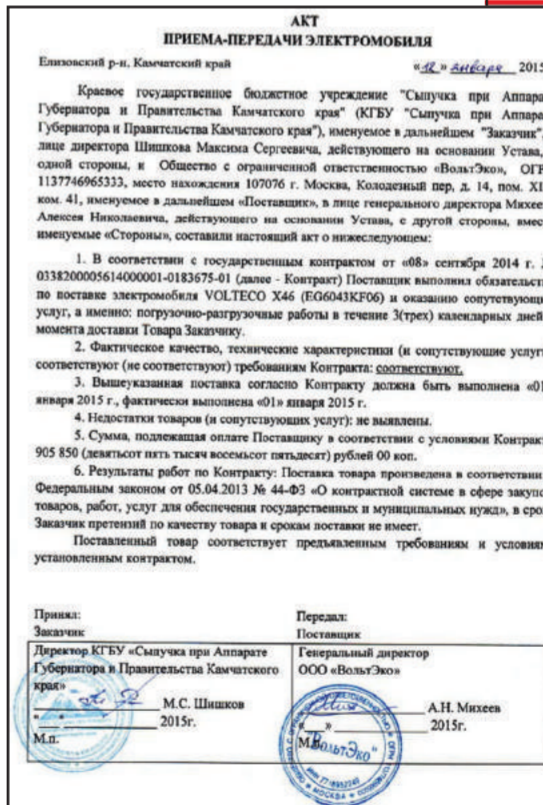 АКТ
ПРИЕМА-ПЕРЕДАЧИ ЭЛЕКТРОМОБИЛЯ
Елизовский р-н, Камчатский край «12» января 2015
Краевое государственное бюджетное учреждение "Сыпучка при Аппара
Губернатора и Правительства Камчатского края" (КГБУ "Сыпучка при Аппара
Губернатора и Правительства Камчатского края"), именуемое в дальнейшем "Заказчик",
лице директора Шишкова Максима Сергеевича, действующего на основании Устава,
одной стороны, и Общество с ограниченной ответственностью «ВольтЭко», ОГР
1137746965333, место нахождения 107076 г. Москва, Колодезный пер, д. 14, пом. XI
ком. 41, именуемое в дальнейшем «Поставщик», в лице генерального директора Михее
Алексея Николаевича, действующего на основании Устава, с другой стороны, вмес
именуемые «Стороны», составили настоящий акт о нижеследующем:
1. В соответствии с государственным контрактом от «08» сентября 2014 г.
0338200005614000001-0183675-01 (далее - Контракт) Поставщик выполнил обязательст
по поставке электромобиля VOLTECO X46 (EG6043KF06) и оказанию сопутствующи
услуг, а именно: погрузочно-разгрузочные работы в течение 3(трех) календарных дней
момента доставки Товара Заказчику.
2. Фактическое качество, технические характеристики (и сопутствующие услуг
соответствуют (не соответствуют) требованиям Контракта: соответствуют.
3. Вышеуказанная поставка согласно Контракту должна быть выполнена «01
января 2015 г., фактически выполнена «01» января 2015 г.
4. Недостатки товаров (и сопутствующих услуг): не выявлены.
5. Сумма, подлежащая оплате Поставщику в соответствии с условиями Контракт
905 850 (девятьсот пять тысяч восемьсот пятьдесят) рублей 00 коп.
6. Результаты работ по Контракту: Поставка товара произведена в соответствии
Федеральным законом от 05.04.2013 № 44-ФЗ «О контрактной системе в сфере закупо
товаров, работ, услуг для обеспечения государственных и муниципальных нужд», в сро
Заказчик претензий по качеству товара и срокам поставки не имеет.
Поставленный товар соответствует предъявленным требованиям и условиям
установленным контрактом.
Принял:
Заказчик
Директор КГБУ «Сыпучка при Аппарате
Губернатора и Правительства Камчатского
края»
М.С. Шишков
« » 2015г.
М.п.
Передал:
Поставщик
Генеральный директор
ООО «ВольтЭко»
А.Н. Михеев
« » 2015г.
М.п.
"ВольтЭко"
МОСКВА